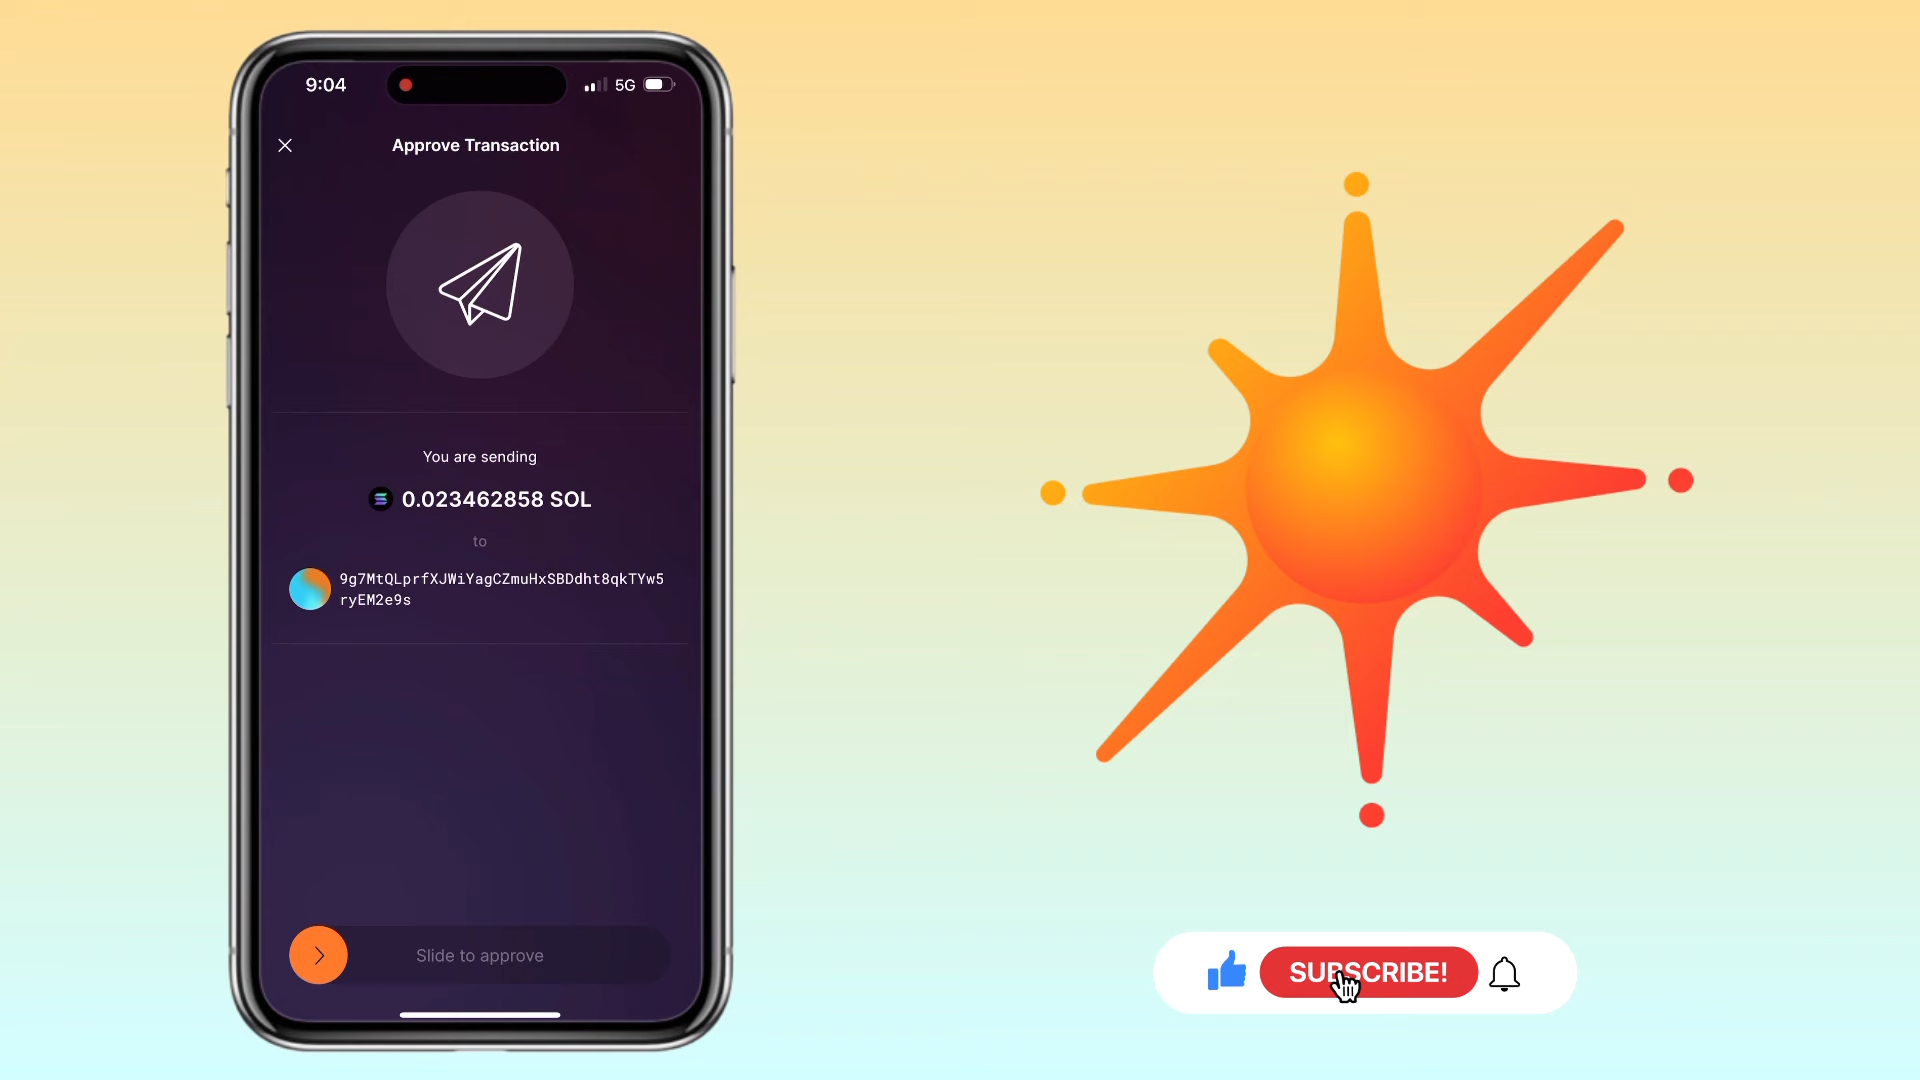 9:04
5G
Approve Transaction
You are sending
0.023462858 SOL
to
9g7MtQLprfXJWiYagCZmuHxSBDdht8qkTYw5
ryEM2e9s
Slide to approve
SUBSCRIBE!